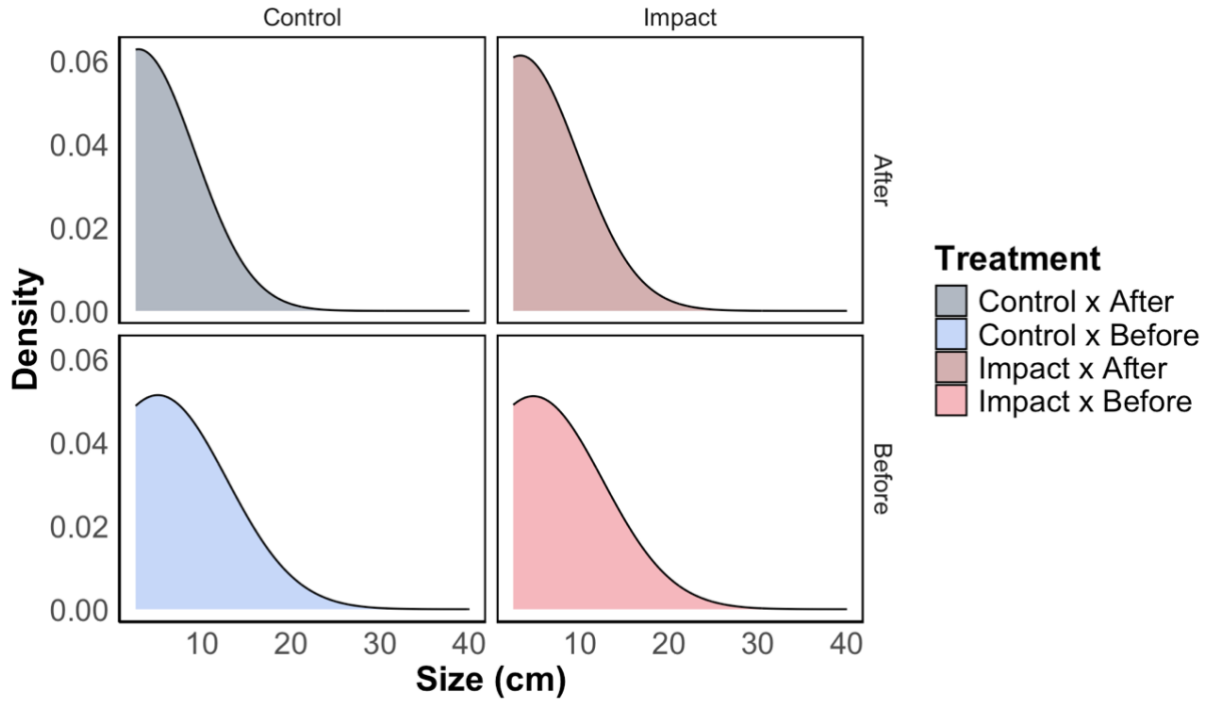 Control
Impact
0.06
0.04
0.02
0.00
After
0.06
0.04
0.02
0.00
Before
10
20
30
40
10
20
30
40
Size (cm)
Density
Treatment
Control x After
Control x Before
Impact x After
Impact x Before